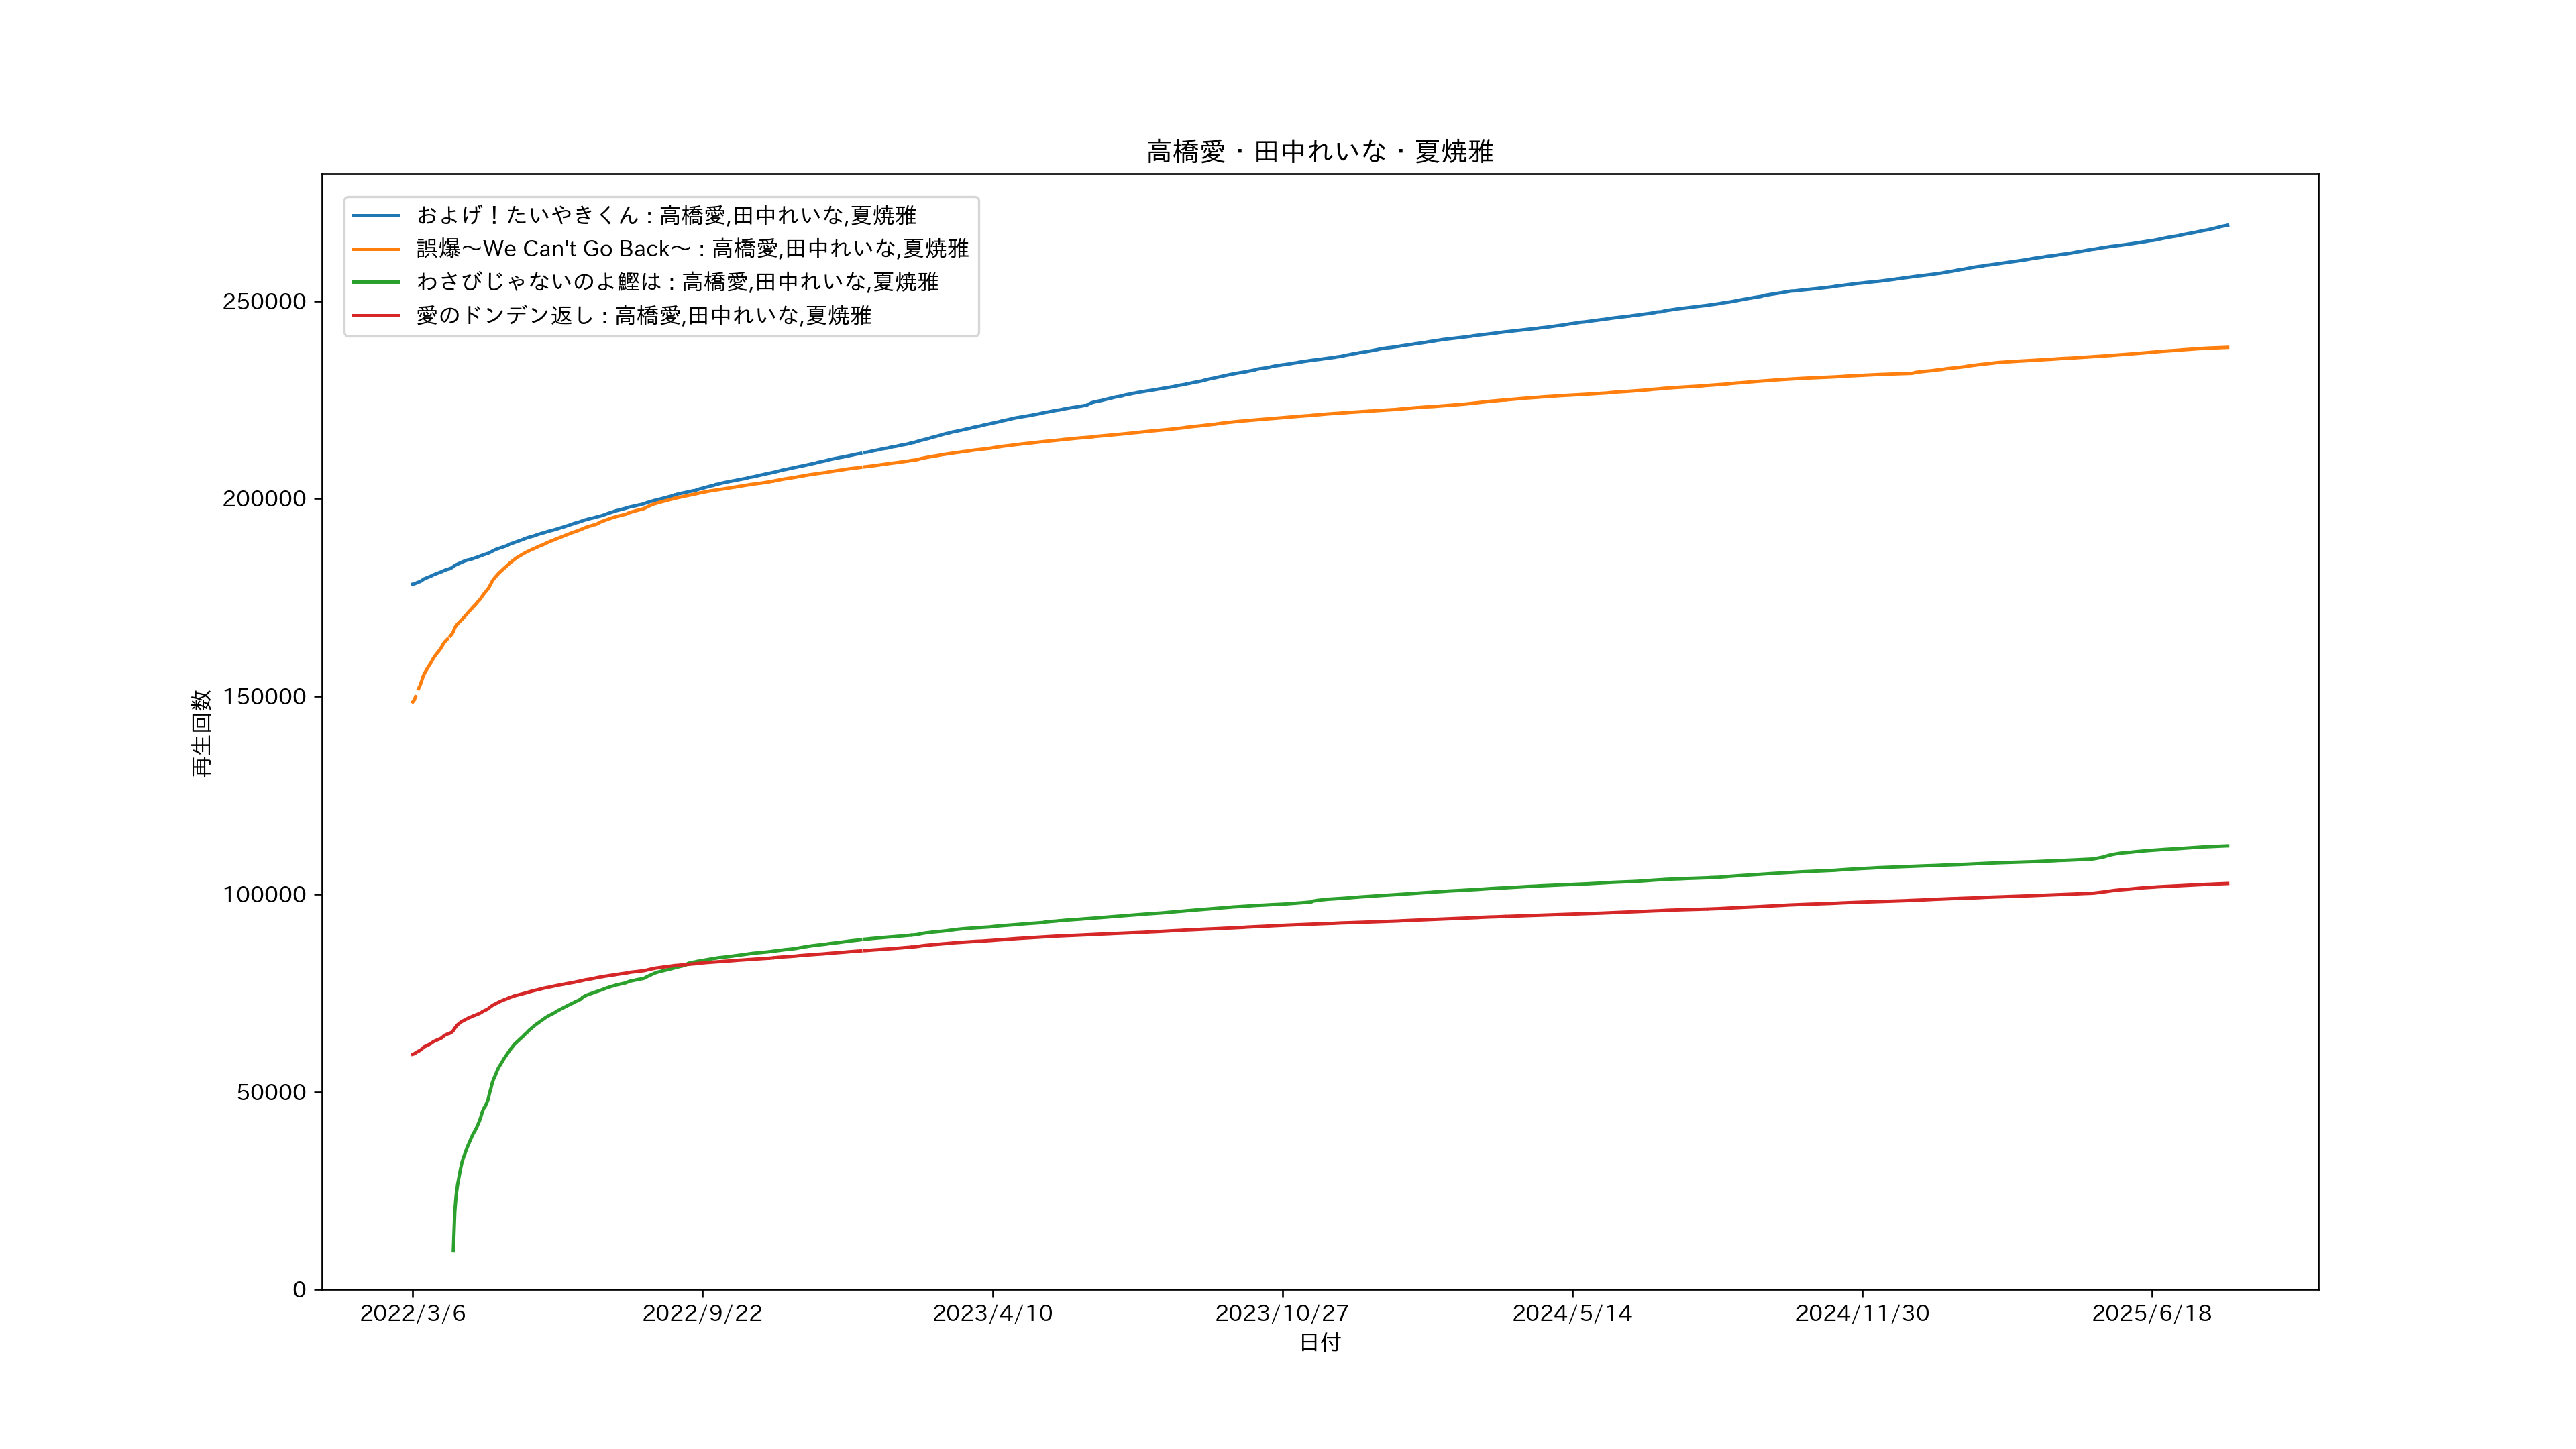 高橋愛・田中れいな・夏焼雅
およげ！たいやきくん : 高橋愛,田中れいな,夏焼雅
誤爆～We Can't Go Back～ : 高橋愛,田中れいな,夏焼雅
わさびじゃないのよ鰹は : 高橋愛,田中れいな,夏焼雅
愛のドンデン返し : 高橋愛,田中れいな,夏焼雅
再生回数
250000
200000
150000
100000
50000
0
2022/3/6
2022/9/22
2023/4/10
2023/10/27
2024/5/14
2024/11/30
2025/6/18
日付